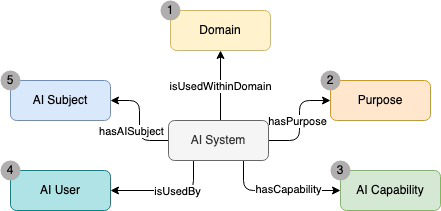 1
Domain
5
AI Subject
isUsedWithinDomain
2
Purpose
hasAISubject
AI System
hasPurpose
4
AI User
isUsedBy
hasCapability
3
AI Capability